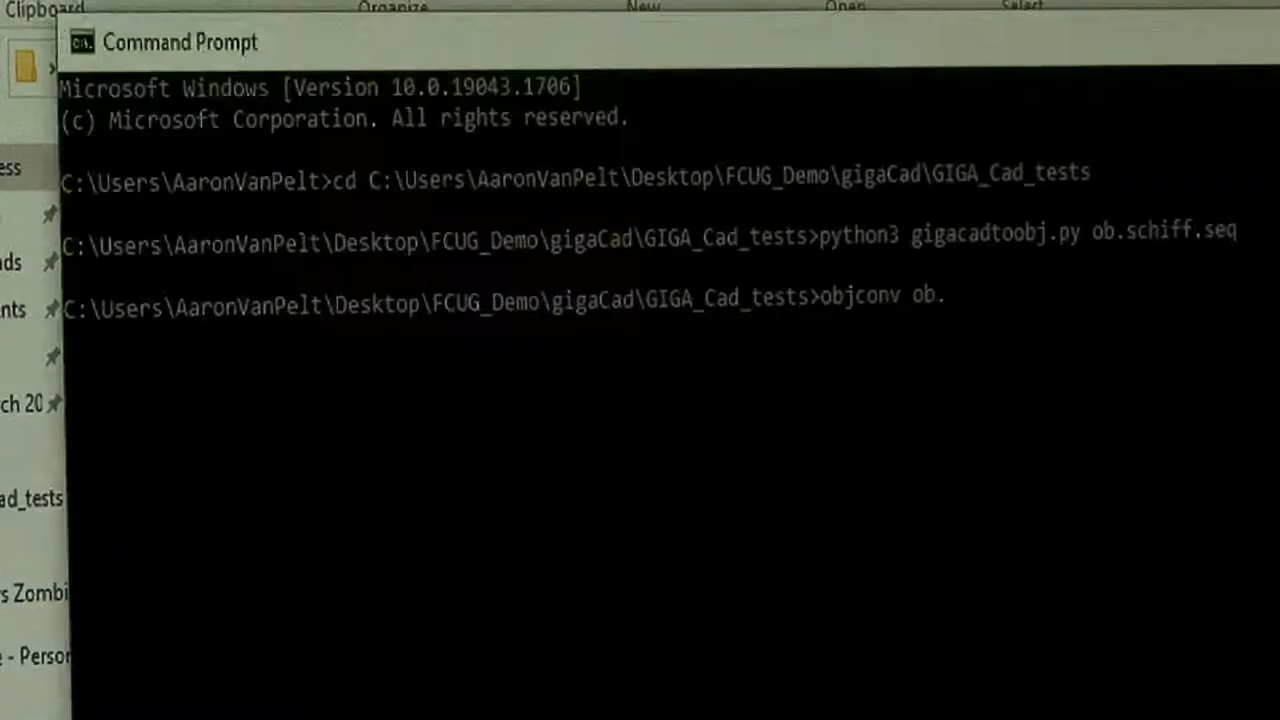 Clipboard
Organize
New
Open
Select
Command Prompt
Microsoft Windows [Version 10.0.19043.1706]
(c) Microsoft Corporation. All rights reserved.
C:\Users\AaronVanPelt>cd C:\Users\AaronVanPelt\Desktop\FCUG_Demo\gigaCad\GIGA_Cad_tests
C:\Users\AaronVanPelt\Desktop\FCUG_Demo\gigaCad\GIGA_Cad_tests>python3 gigacadtoobj.py ob.schiff.seq
C:\Users\AaronVanPelt\Desktop\FCUG_Demo\gigaCad\GIGA_Cad_tests>objconv ob.
ess
ds
nts
ch 20
ad_tests
s Zombi
- Person